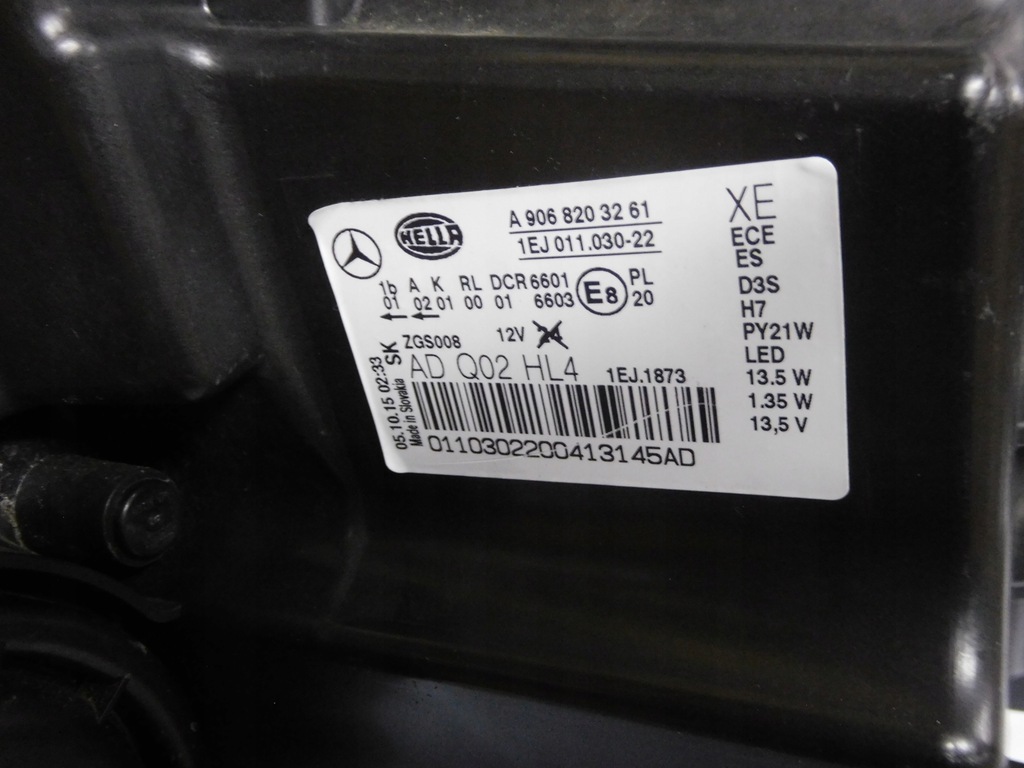 HELLA
A 906 820 32 61
1EJ 011.030-22
1b A K RL DCR 6601
01 02 01 00 01 6603
E8
PL
20
← ←
ZGS008
12V 24
SK
AD Q02 HL4
1EJ.1873
05.10.15 02:33
Made in Slovakia
0110302200413145AD
XE
ECE
ES
D3S
H7
PY21W
LED
13.5 W
1.35 W
13,5 V